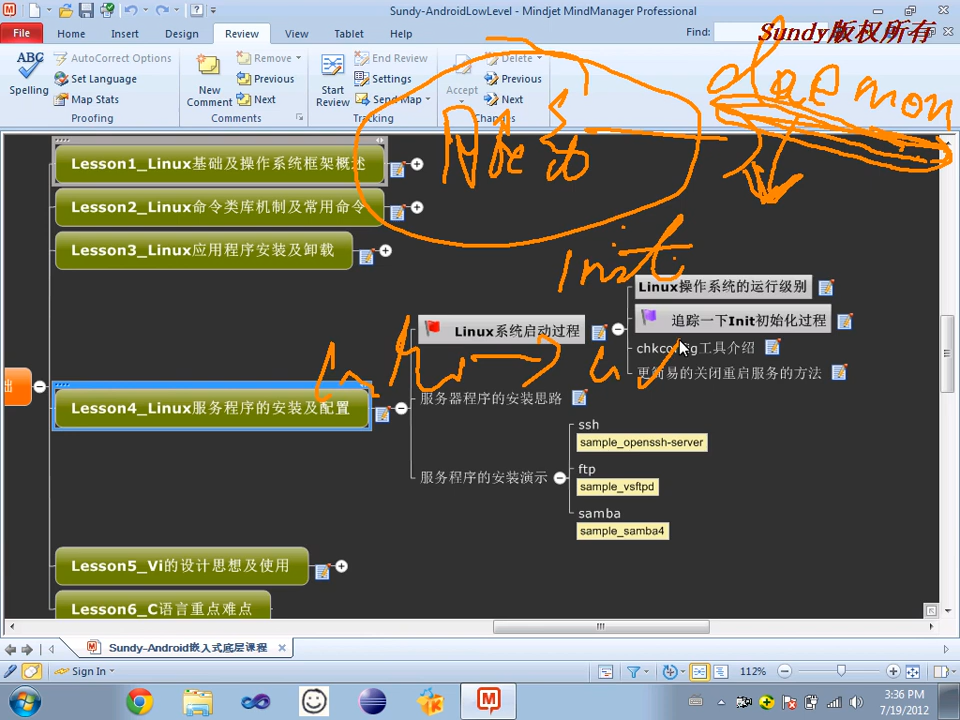 Sundy-AndroidLowLevel - Mindjet MindManager Professional
File Home Insert Design Review View Tablet Help Find:
Sundy版权所有
ABC
Spelling
AutoCorrect Options
Set Language
Map Stats
Proofing
New Comment
Remove
Previous
Next
Comments
Start Review
End Review
Settings
Send Map
Tracking
Accept
Delete
Previous
Next
daemon
Init
Lesson1_Linux基础及操作系统框架概述
Lesson2_Linux命令类库机制及常用命令
Lesson3_Linux应用程序安装及卸载
Linux操作系统的运行级别
Linux系统启动过程
追踪一下Init初始化过程
chkconfig工具介绍
更简易的关闭重启服务的方法
础
Lesson4_Linux服务程序的安装及配置
服务器程序的安装思路
ssh
sample_openssh-server
服务程序的安装演示
ftp
sample_vsftpd
samba
sample_samba4
Lesson5_Vi的设计思想及使用
Lesson6_C语言重点难点
Sundy-Android嵌入式底层课程
Sign In
112%
3:36 PM
7/19/2012